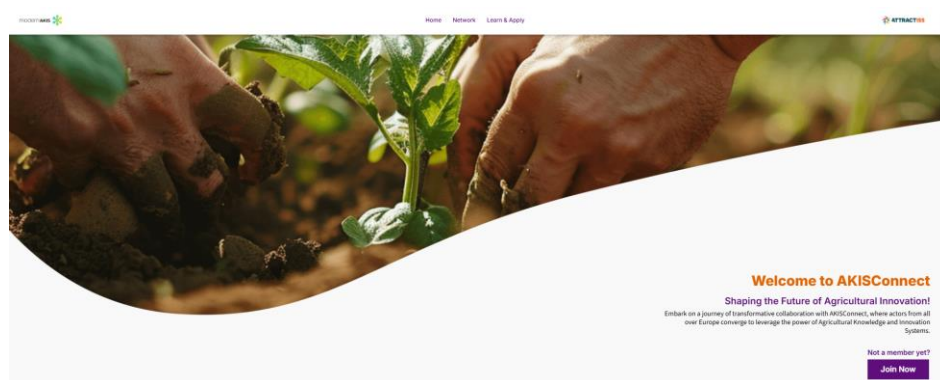 modernAKIS
Home Network Learn & Apply
ATTRACTISS
Welcome to AKISConnect
Shaping the Future of Agricultural Innovation!
Embark on a journey of transformative collaboration with AKISConnect, where actors from all
over Europe converge to leverage the power of Agricultural Knowledge and Innovation
Systems.
Not a member yet?
Join Now